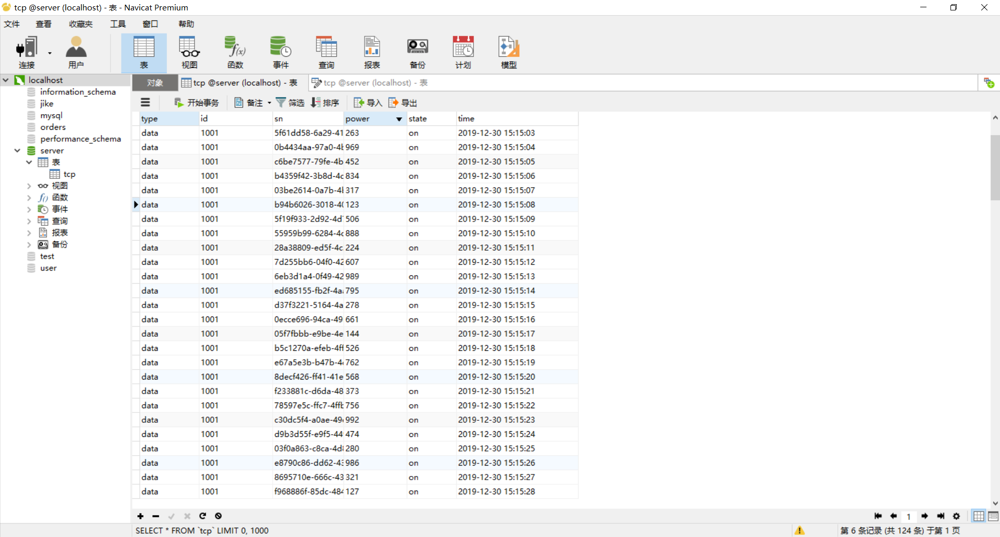 tcp @server (localhost) - 表 - Navicat Premium
文件 查看 收藏夹 工具 窗口 帮助
连接 用户 表 视图 函数 事件 查询 报表 备份 计划 模型
localhost
information_schema
jike
mysql
orders
performance_schema
server
表
tcp
视图
函数
事件
查询
报表
备份
test
user
对象 tcp @server (localhost) - 表 tcp @server (localhost) - 表
开始事务 备注 筛选 排序 导入 导出
type id sn power state time
data 1001 5f61dd58-6a29-41 263 on 2019-12-30 15:15:03
data 1001 0b4434aa-97a0-4b 969 on 2019-12-30 15:15:04
data 1001 c6be7577-79fe-4b 452 on 2019-12-30 15:15:05
data 1001 b4359f42-3b8d-4c 834 on 2019-12-30 15:15:06
data 1001 03be2614-0a7b-4 317 on 2019-12-30 15:15:07
data 1001 b94b6026-3018-40 123 on 2019-12-30 15:15:08
data 1001 5f19f933-2d92-4d 506 on 2019-12-30 15:15:09
data 1001 55959b99-6284-4c 888 on 2019-12-30 15:15:10
data 1001 28a38809-ed5f-4c 224 on 2019-12-30 15:15:11
data 1001 7d255bb6-04f0-42 607 on 2019-12-30 15:15:12
data 1001 6eb3d1a4-0f49-42 989 on 2019-12-30 15:15:13
data 1001 ed685155-fb2f-4a 795 on 2019-12-30 15:15:14
data 1001 d37f3221-5164-4a 278 on 2019-12-30 15:15:15
data 1001 0ecce696-94ca-49 661 on 2019-12-30 15:15:16
data 1001 05f7fbbb-e9be-4e 144 on 2019-12-30 15:15:17
data 1001 b5c1270a-efeb-4ff 526 on 2019-12-30 15:15:18
data 1001 e67a5e3b-b47b-4 762 on 2019-12-30 15:15:19
data 1001 8decf426-ff41-41e 568 on 2019-12-30 15:15:20
data 1001 f233881c-d6da-48 373 on 2019-12-30 15:15:21
data 1001 78597e5c-ffc7-4ffb 756 on 2019-12-30 15:15:22
data 1001 c30dc5f4-a0ae-49 992 on 2019-12-30 15:15:23
data 1001 d9b3d55f-e9f5-44 474 on 2019-12-30 15:15:24
data 1001 03f0a863-c8ca-4d 280 on 2019-12-30 15:15:25
data 1001 e8790c86-dd62-43 986 on 2019-12-30 15:15:26
data 1001 8695710e-666c-43 321 on 2019-12-30 15:15:27
data 1001 f968886f-85dc-484 127 on 2019-12-30 15:15:28
1
SELECT * FROM `tcp` LIMIT 0, 1000 第 6 条记录 (共 124 条) 于第 1 页